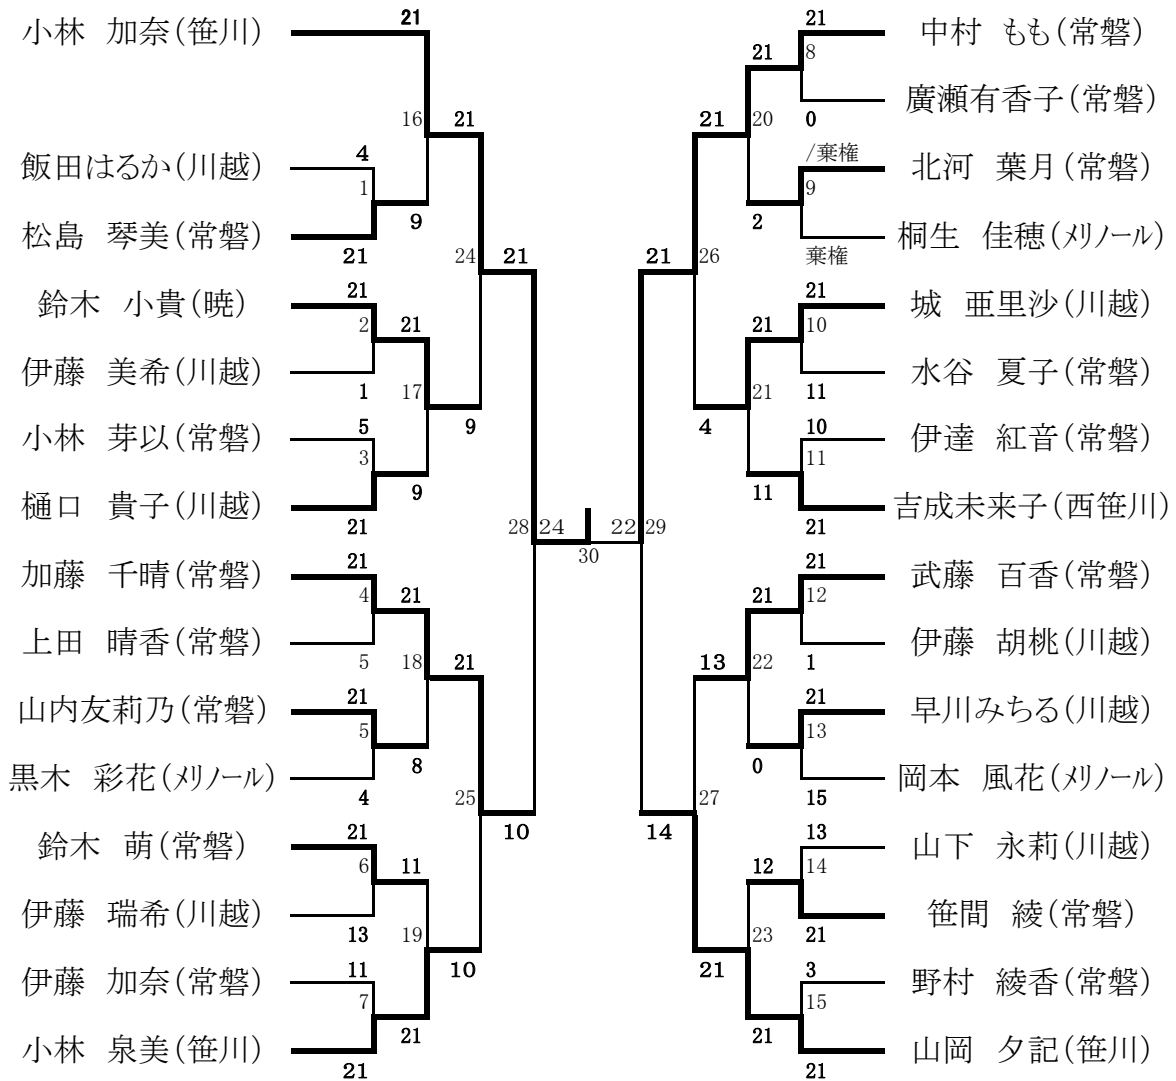 21
小林 加奈(笹川)
16
21
飯田はるか(川越)
4
1
9
松島 琴美(常磐)
21
24
21
鈴木 小貴(暁)
21
2
21
伊藤 美希(川越)
1
17
9
小林 芽以(常磐)
5
3
9
樋口 貴子(川越)
21
28
24
加藤 千晴(常磐)
21
4
21
上田 晴香(常磐)
5
18
21
山内友莉乃(常磐)
21
5
8
黒木 彩花(メリノール)
4
25
10
鈴木 萌(常磐)
21
6
11
伊藤 瑞希(川越)
13
19
10
伊藤 加奈(常磐)
11
7
21
小林 泉美(笹川)
21
30
21
中村 もも(常磐)
21
8
廣瀬有香子(常磐)
21
20
0
/棄権
北河 葉月(常磐)
9
2
桐生 佳穂(メリノール)
21
26
棄権
21
城 亜里沙(川越)
21
10
水谷 夏子(常磐)
21
11
4
10
伊達 紅音(常磐)
11
11
吉成未来子(西笹川)
21
22
29
21
武藤 百香(常磐)
21
12
伊藤 胡桃(川越)
13
22
1
21
早川みちる(川越)
13
0
岡本 風花(メリノール)
27
15
14
13
山下 永莉(川越)
12
14
笹間 綾(常磐)
23
21
21
3
野村 綾香(常磐)
15
21
山岡 夕記(笹川)
21